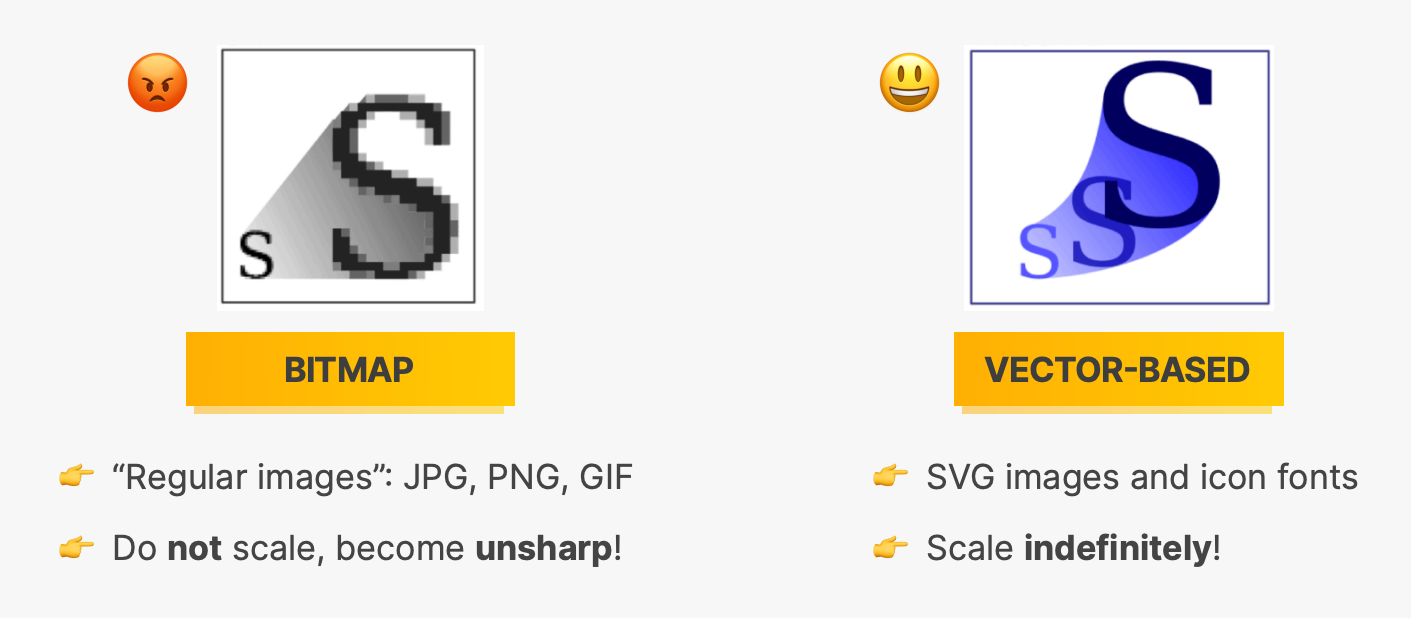 S S
S S S
BITMAP
VECTOR-BASED
👉 “Regular images”: JPG, PNG, GIF
👉 Do not scale, become unsharp!
👉 SVG images and icon fonts
👉 Scale indefinitely!